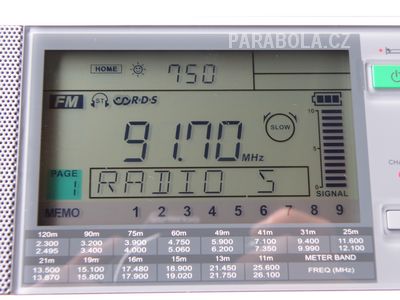 PARABOLA.CZ
HOME 750
FM ST R·D·S
91.70 MHz
SLOW
10
5
0
PAGE 1
RADIO S
SIGNAL
MEMO 1 2 3 4 5 6 7 8 9
120m 90m 75m 60m 49m 41m 31m 25m
2.300 3.200 3.900 4.750 5.900 7.100 9.400 11.600
2.495 3.400 4.000 5.060 6.200 7.350 9.990 12.100
21m 19m 16m 15m 13m 11m METER BAND
13.500 15.100 17.480 18.900 21.450 25.600 FREQ (MHz)
13.870 15.800 17.900 19.020 21.750 26.100